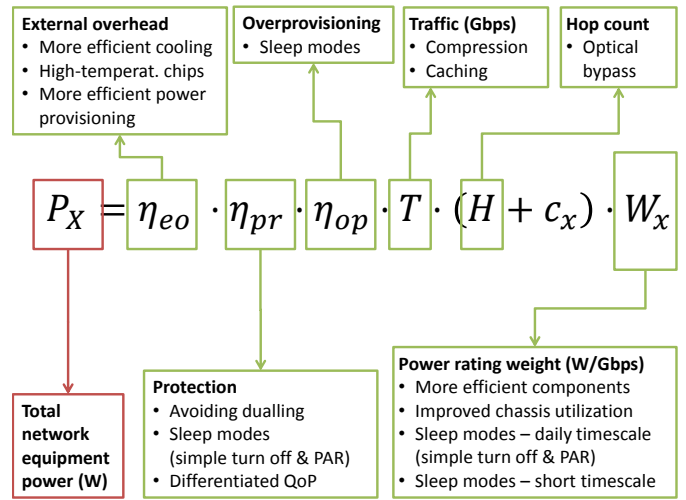 External overhead
• More efficient cooling
• High-temperat. chips
• More efficient power
provisioning
Overprovisioning
• Sleep modes
Traffic (Gbps)
• Compression
• Caching
Hop count
• Optical
bypass
P_X = η_eo · η_pr · η_op · T · (H + c_x) · W_x
Total
network
equipment
power (W)
Protection
• Avoiding dualling
• Sleep modes
(simple turn off & PAR)
• Differentiated QoP
Power rating weight (W/Gbps)
• More efficient components
• Improved chassis utilization
• Sleep modes – daily timescale
(simple turn off & PAR)
• Sleep modes – short timescale